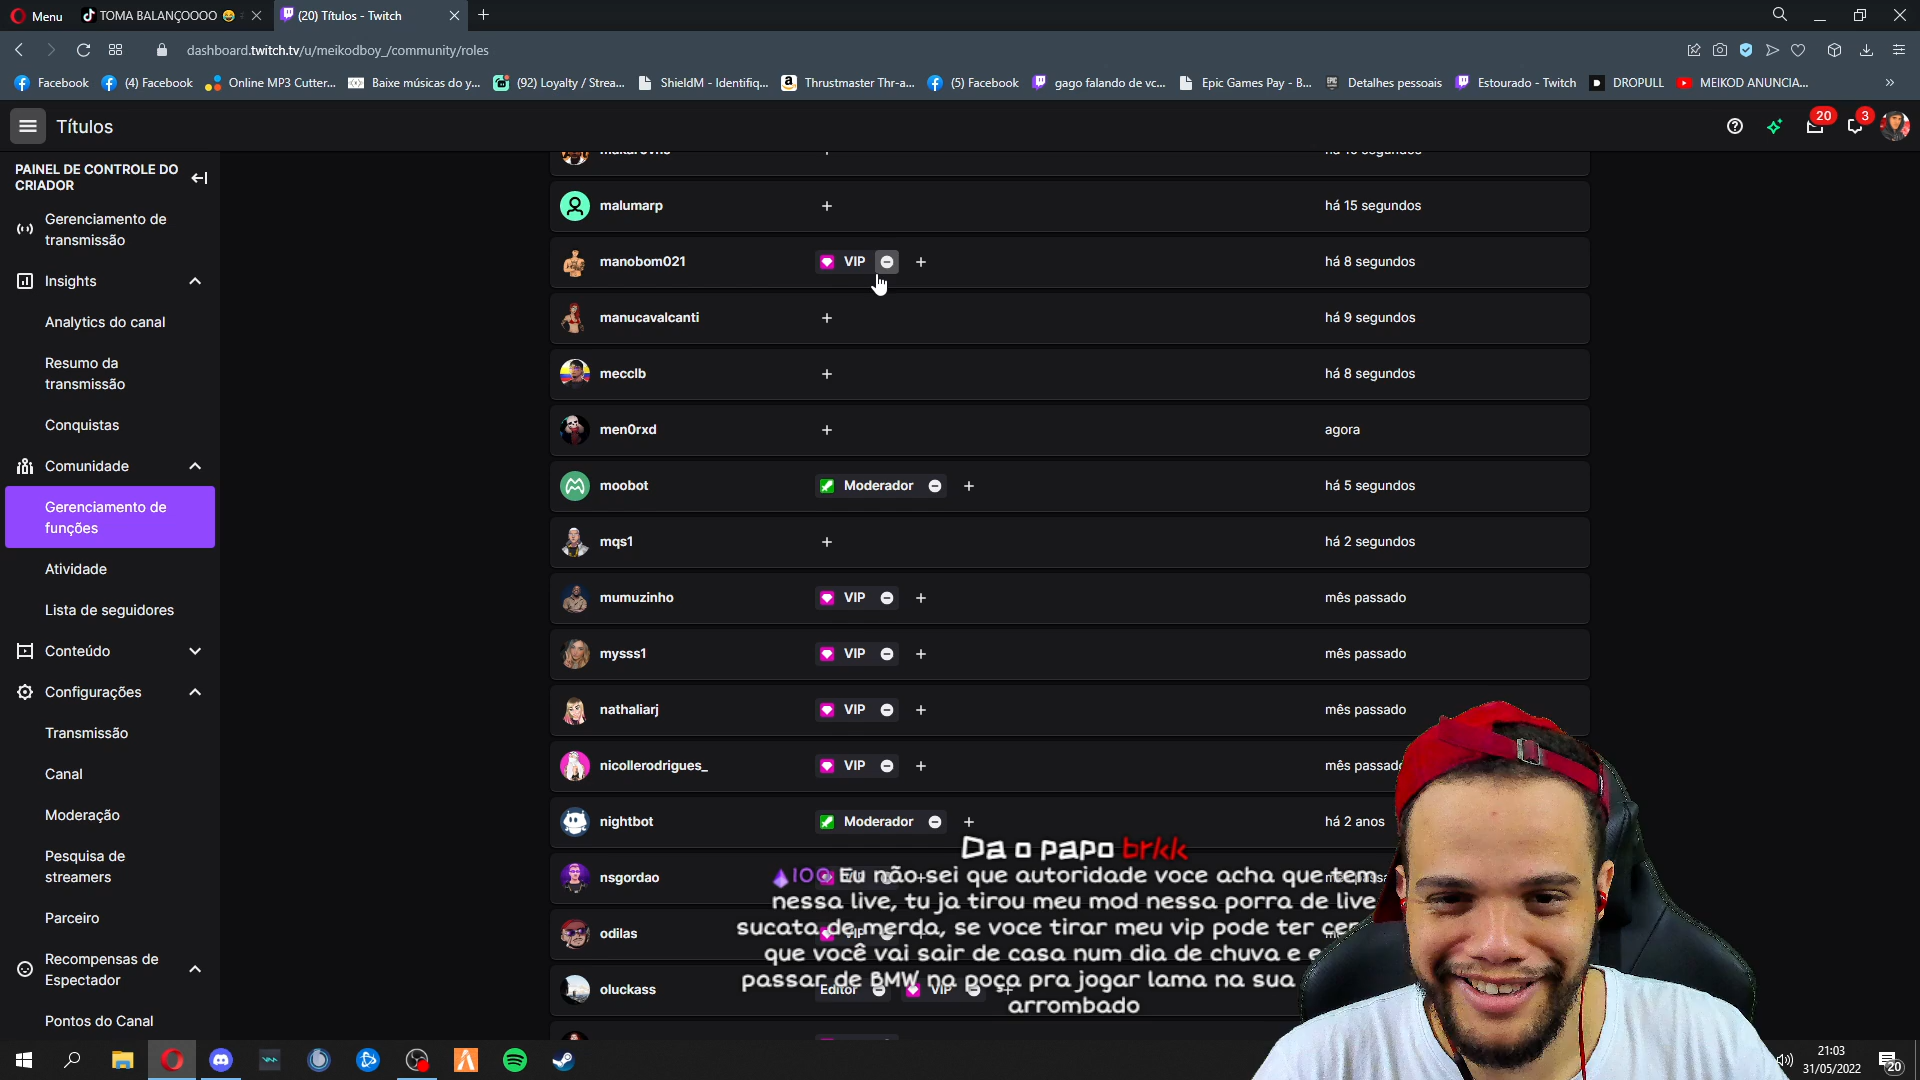 Menu
TOMA BALANÇOOOO
(20) Títulos - Twitch
dashboard.twitch.tv/u/meikodboy_/community/roles
Facebook
(4) Facebook
Online MP3 Cutter...
Baixe músicas do y...
(92) Loyalty / Strea...
ShieldM - Identifiq...
Thrustmaster Thr-a...
(5) Facebook
gago falando de vc...
Epic Games Pay - B...
Detalhes pessoais
Estourado - Twitch
DROPULL
MEIKOD ANUNCIA...
Títulos
20
3
PAINEL DE CONTROLE DO
CRIADOR
Gerenciamento de
transmissão
Insights
Analytics do canal
Resumo da
transmissão
Conquistas
Comunidade
Gerenciamento de
funções
Atividade
Lista de seguidores
Conteúdo
Configurações
Transmissão
Canal
Moderação
Pesquisa de
streamers
Parceiro
Recompensas de
Espectador
Pontos do Canal
malumarp + há 15 segundos
manobom021 VIP + há 8 segundos
manucavalcanti + há 9 segundos
mecclb + há 8 segundos
men0rxd + agora
moobot Moderador + há 5 segundos
mqs1 + há 2 segundos
mumuzinho VIP + mês passado
mysss1 VIP + mês passado
nathaliarj VIP + mês passado
nicollerodrigues_ VIP + mês passado
nightbot Moderador + há 2 anos
nsgordao VIP
odilas VIP
oluckass Editor VIP +
Da o papo brkk
100 Eu não sei que autoridade voce acha que tem
nessa live, tu ja tirou meu mod nessa porra de live
sucata de merda, se voce tirar meu vip pode ter
que você vai sair de casa num dia de chuva e
passar de BMW na poça pra jogar lama na sua
arrombado
21:03
31/05/2022
20